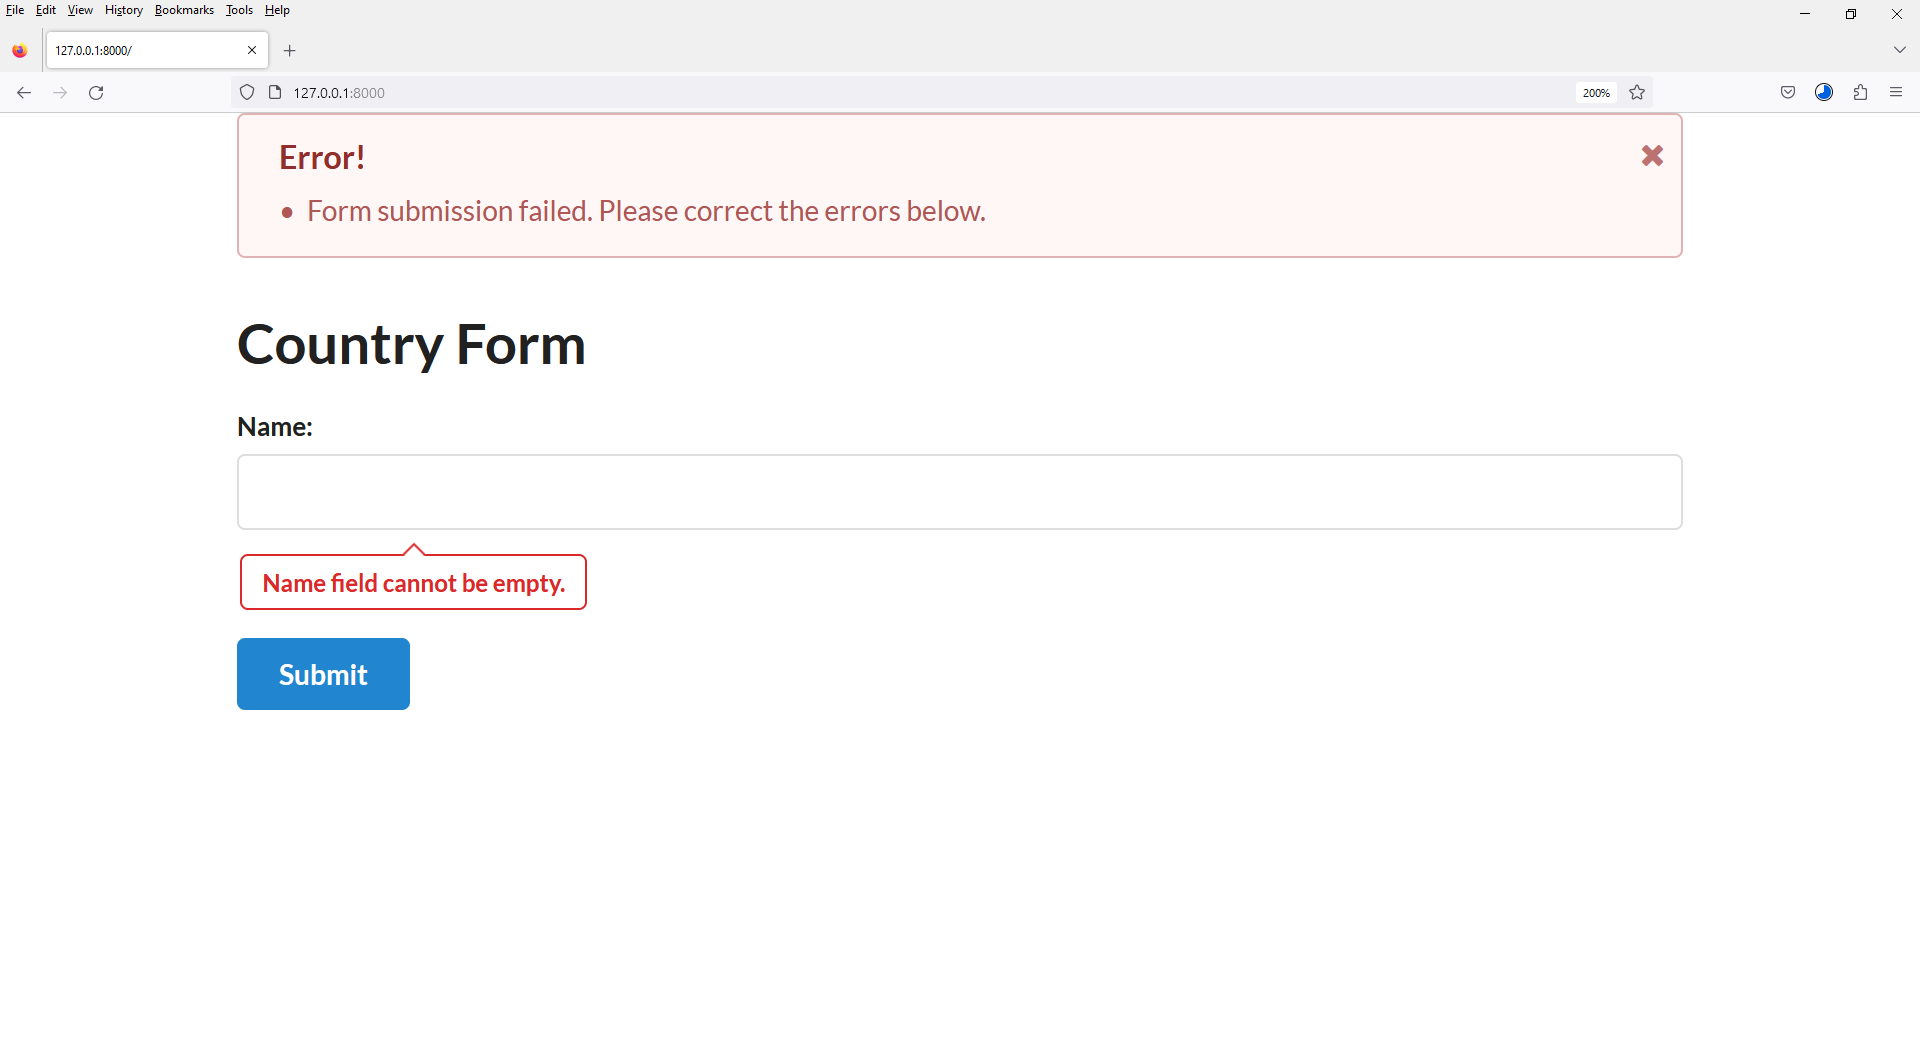 File Edit View History Bookmarks Tools Help
127.0.0.1:8000/
127.0.0.1:8000
200%
Error!
Form submission failed. Please correct the errors below.
Country Form
Name:
Name field cannot be empty.
Submit